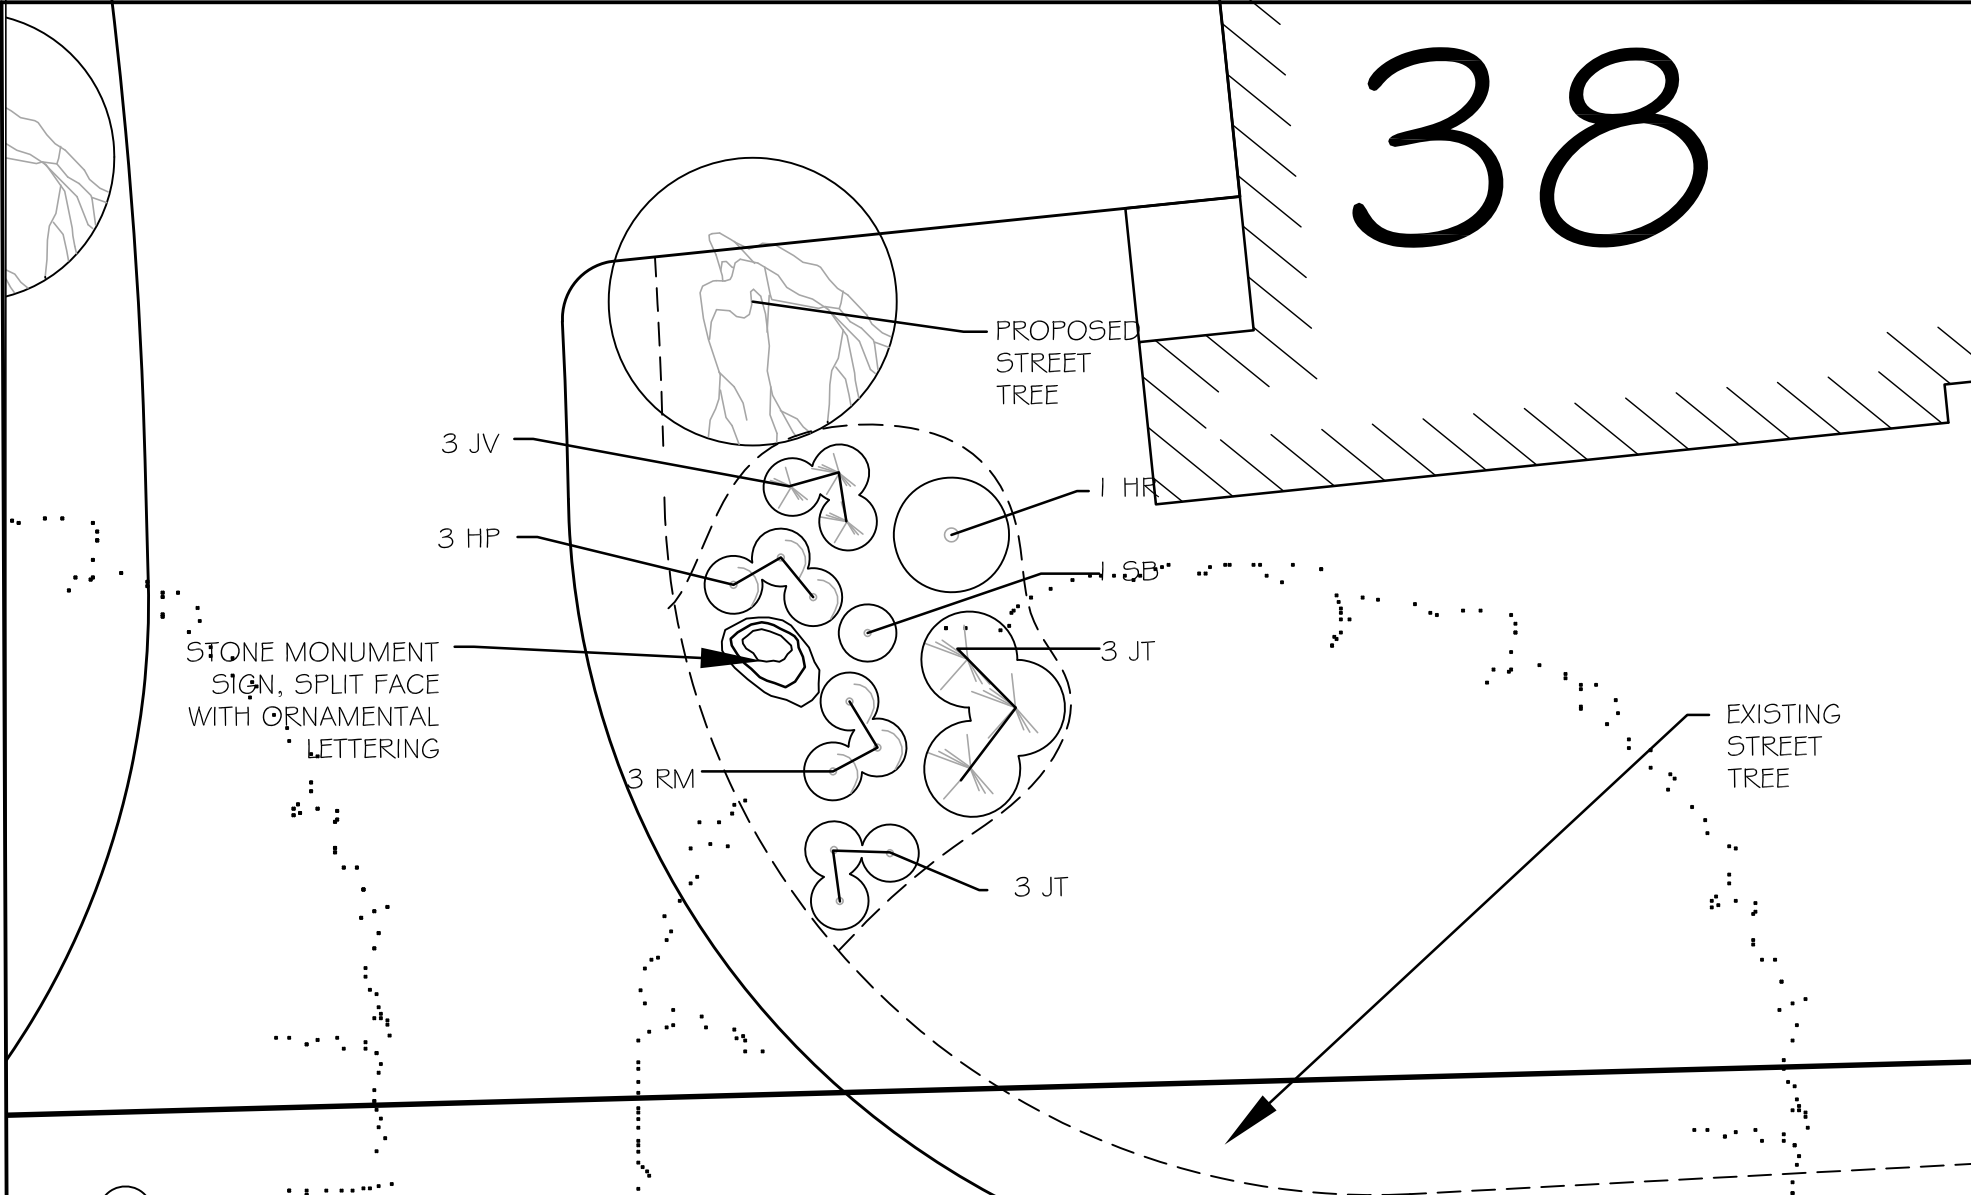 38
PROPOSED
STREET
TREE
3 JV
1 HR
3 HP
1 SB
STONE MONUMENT
SIGN, SPLIT FACE
WITH ORNAMENTAL
LETTERING
3 JT
EXISTING
STREET
TREE
3 RM
3 JT